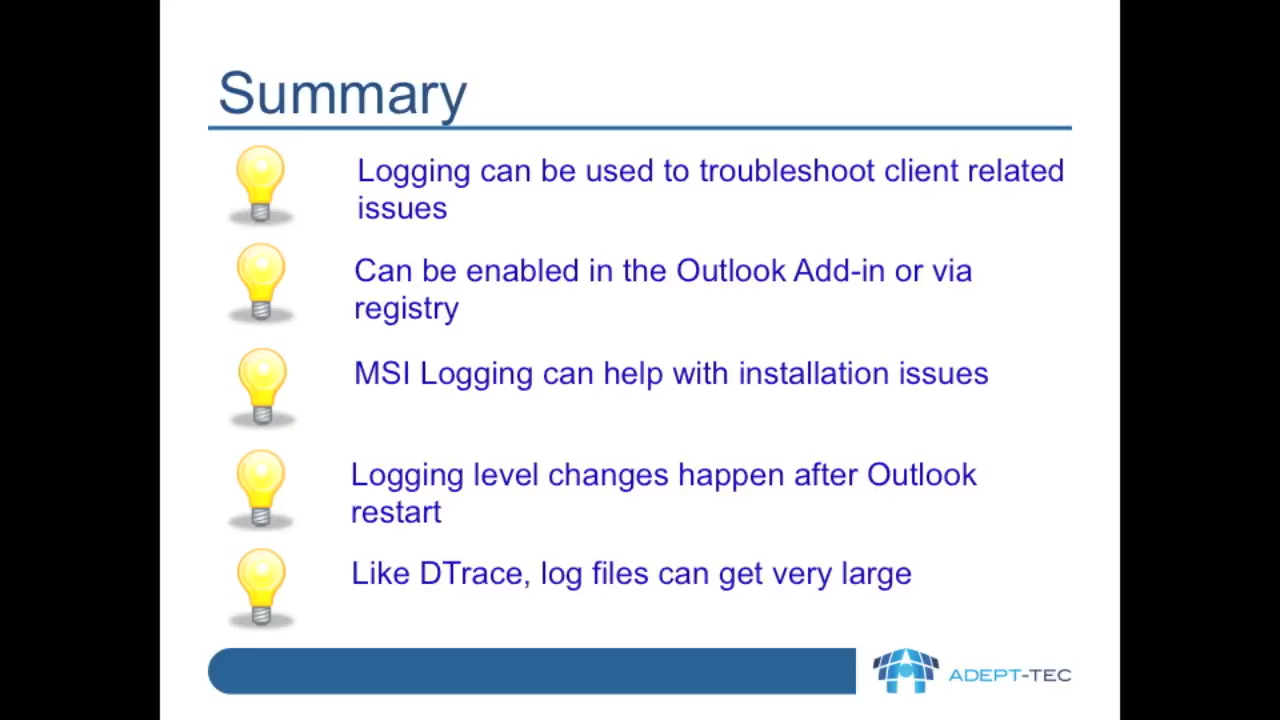 Summary
Logging can be used to troubleshoot client related
issues
Can be enabled in the Outlook Add-in or via
registry
MSI Logging can help with installation issues
Logging level changes happen after Outlook
restart
Like DTrace, log files can get very large
ADEPT-TEC